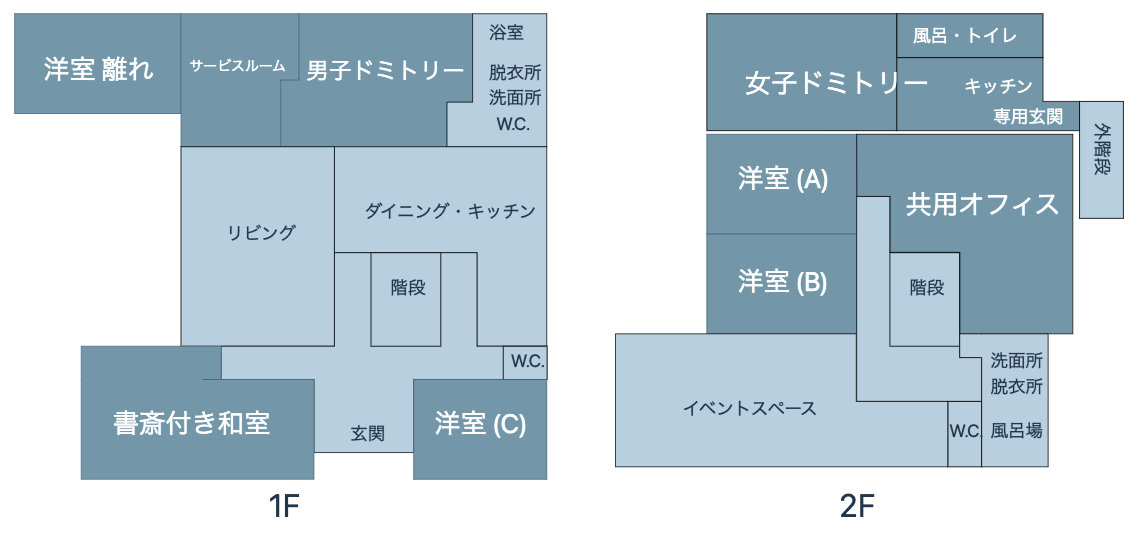 洋室 離れ
サービスルーム
男子ドミトリー
浴室
脱衣所
洗面所
W.C.
リビング
ダイニング・キッチン
階段
W.C.
書斎付き和室
玄関
洋室 (C)
1F
女子ドミトリー
風呂・トイレ
キッチン
専用玄関
外階段
洋室 (A)
共用オフィス
洋室 (B)
階段
イベントスペース
洗面所
脱衣所
W.C.
風呂場
2F